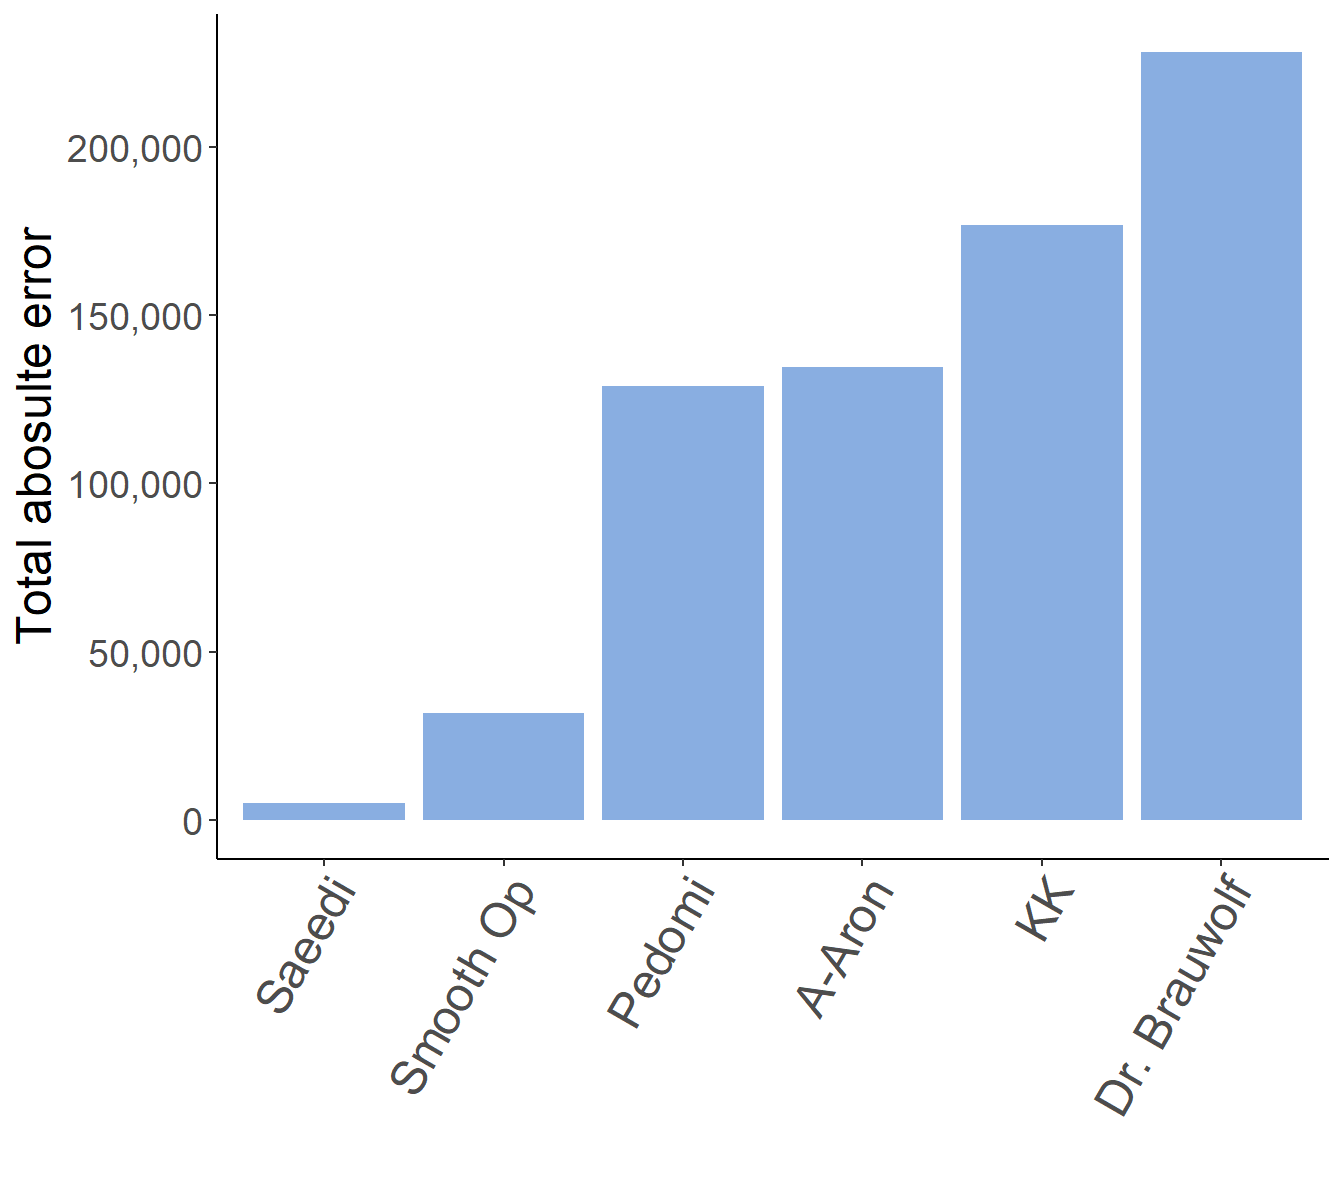 Total abosulte error
200,000
150,000
100,000
50,000
0
Saeedi
Smooth Op
Pedomi
A-Aron
KK
Dr. Brauwolf